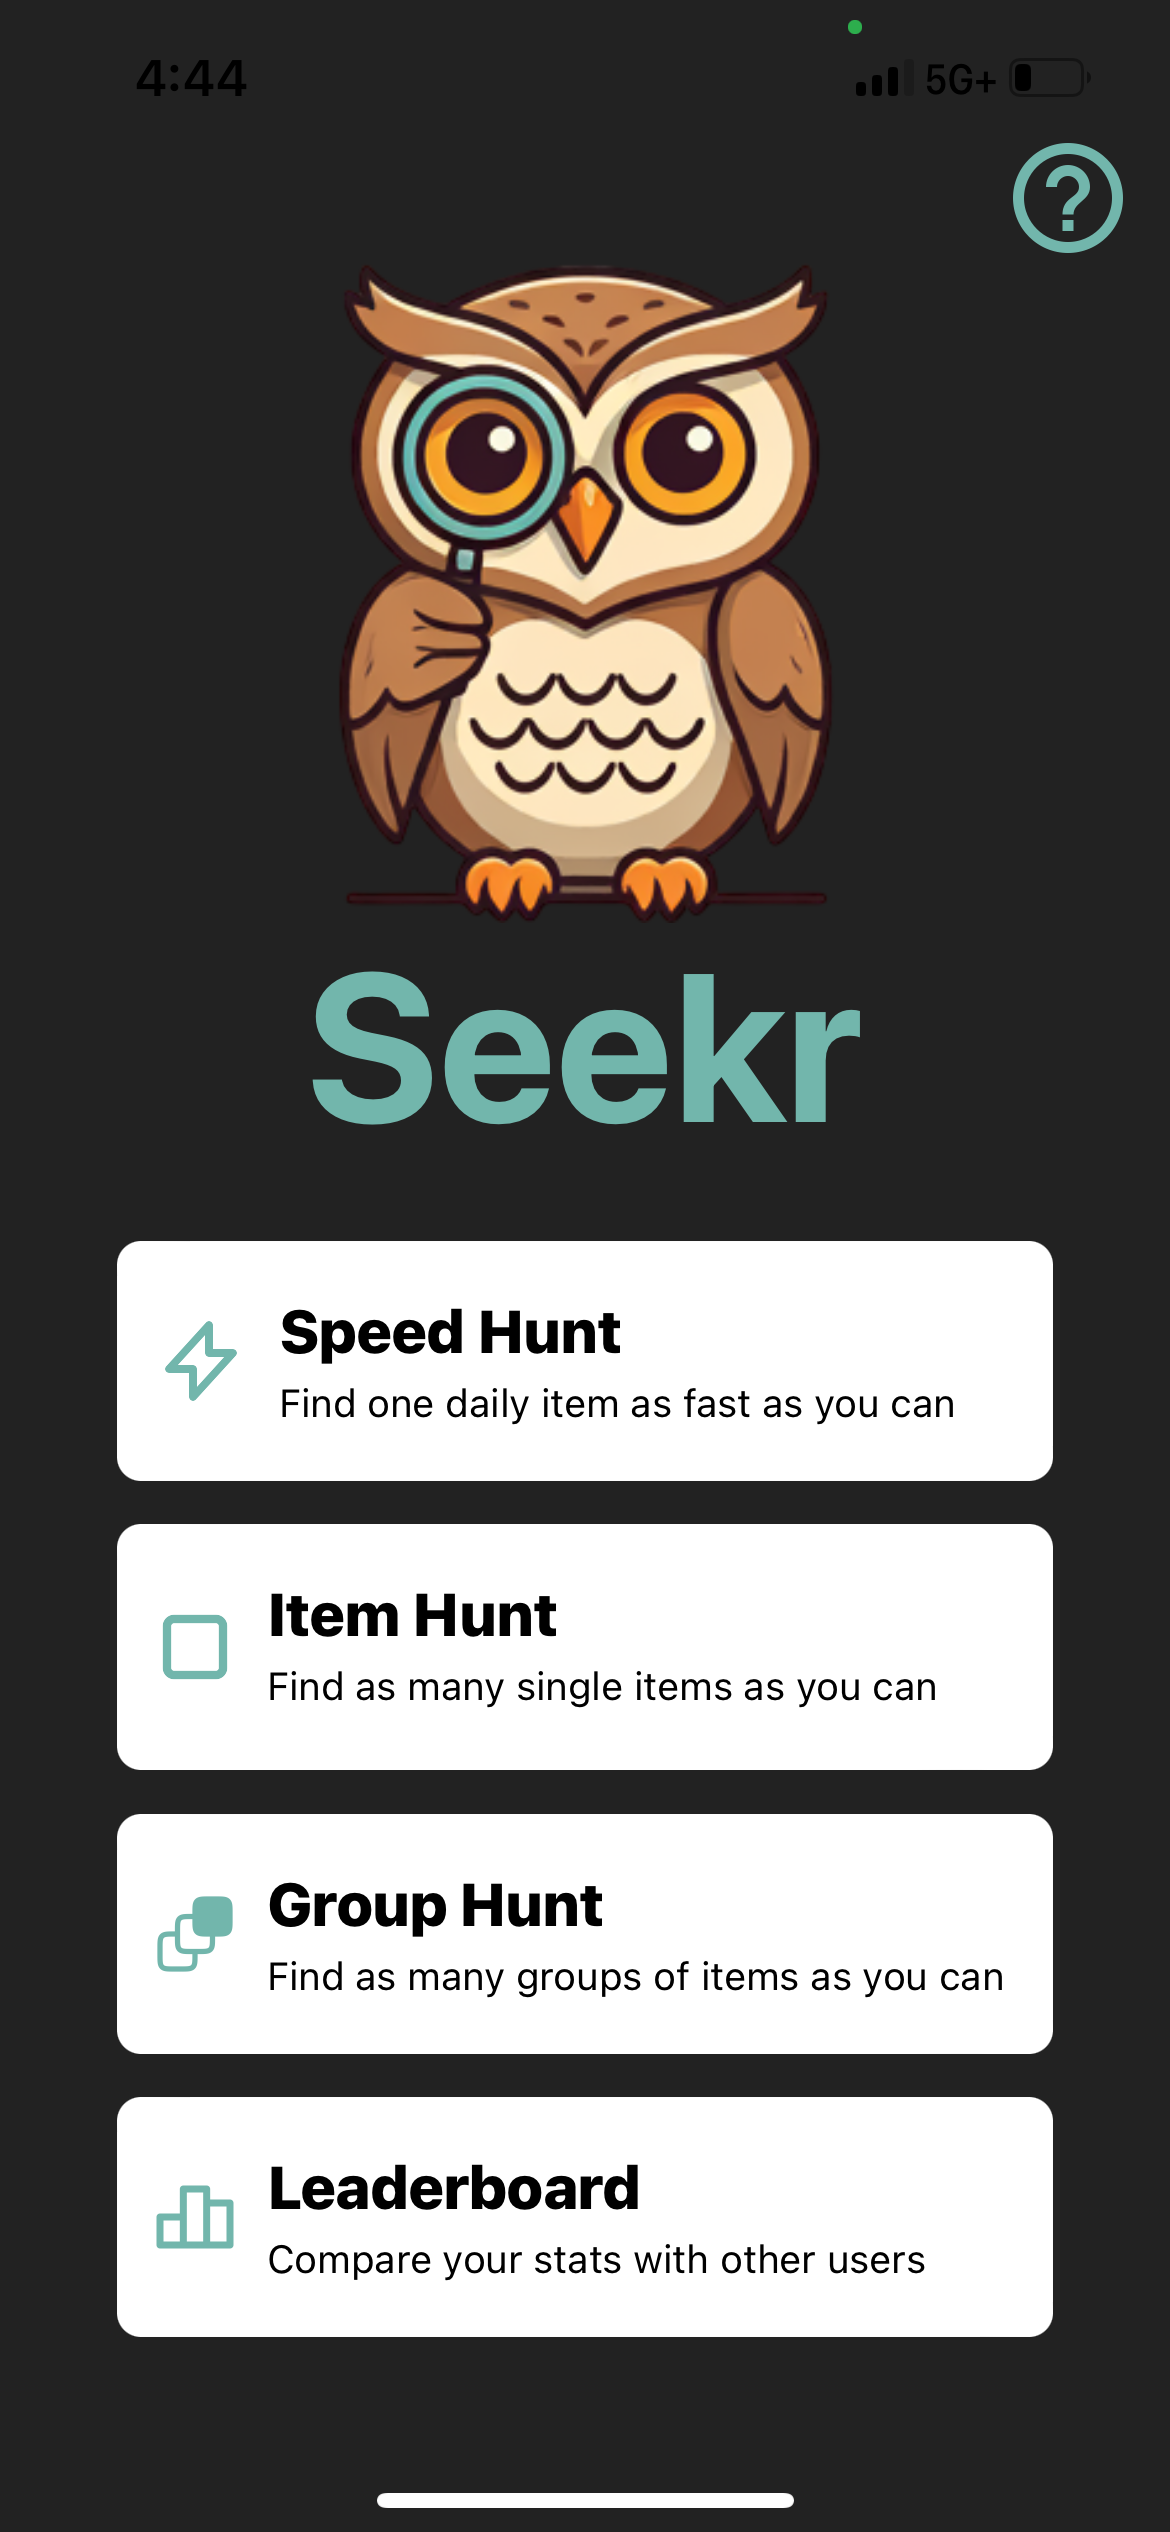 4:44
5G+
?
Seekr
Speed Hunt
Find one daily item as fast as you can
Item Hunt
Find as many single items as you can
Group Hunt
Find as many groups of items as you can
Leaderboard
Compare your stats with other users